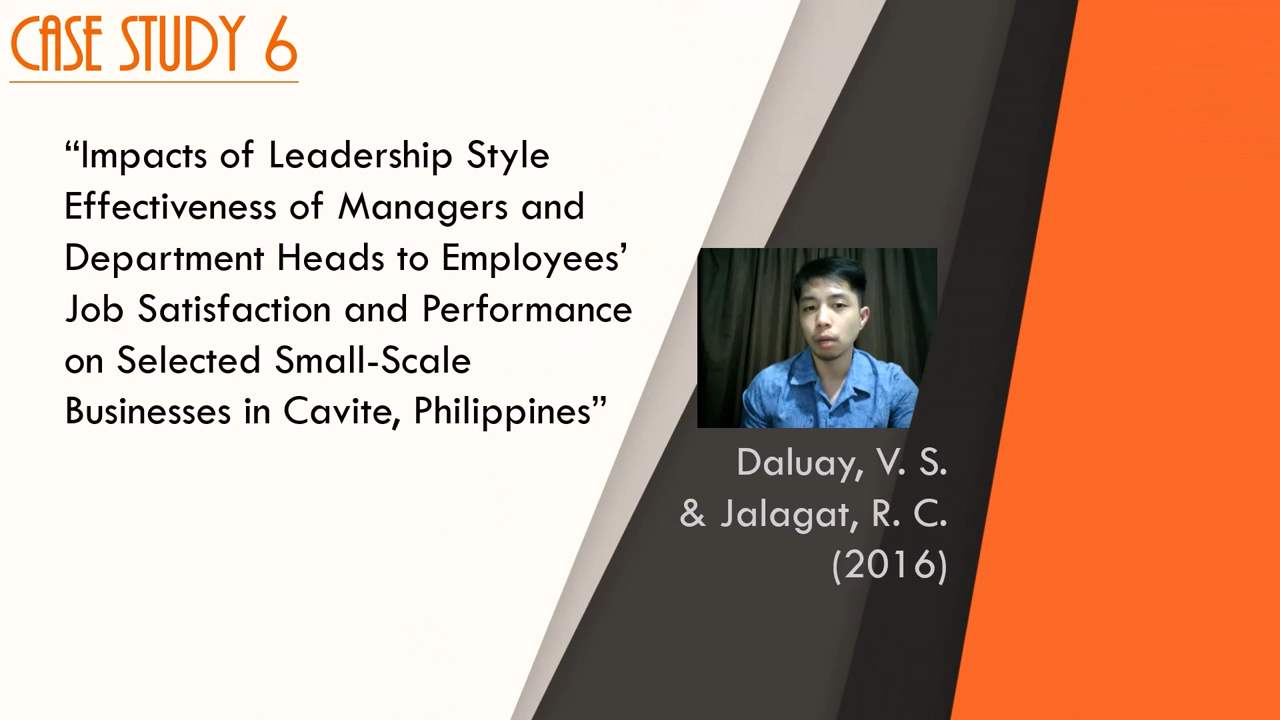 CASE STUDY 6
“Impacts of Leadership Style
Effectiveness of Managers and
Department Heads to Employees’
Job Satisfaction and Performance
on Selected Small-Scale
Businesses in Cavite, Philippines”
Daluay, V. S.
& Jalagat, R. C.
(2016)